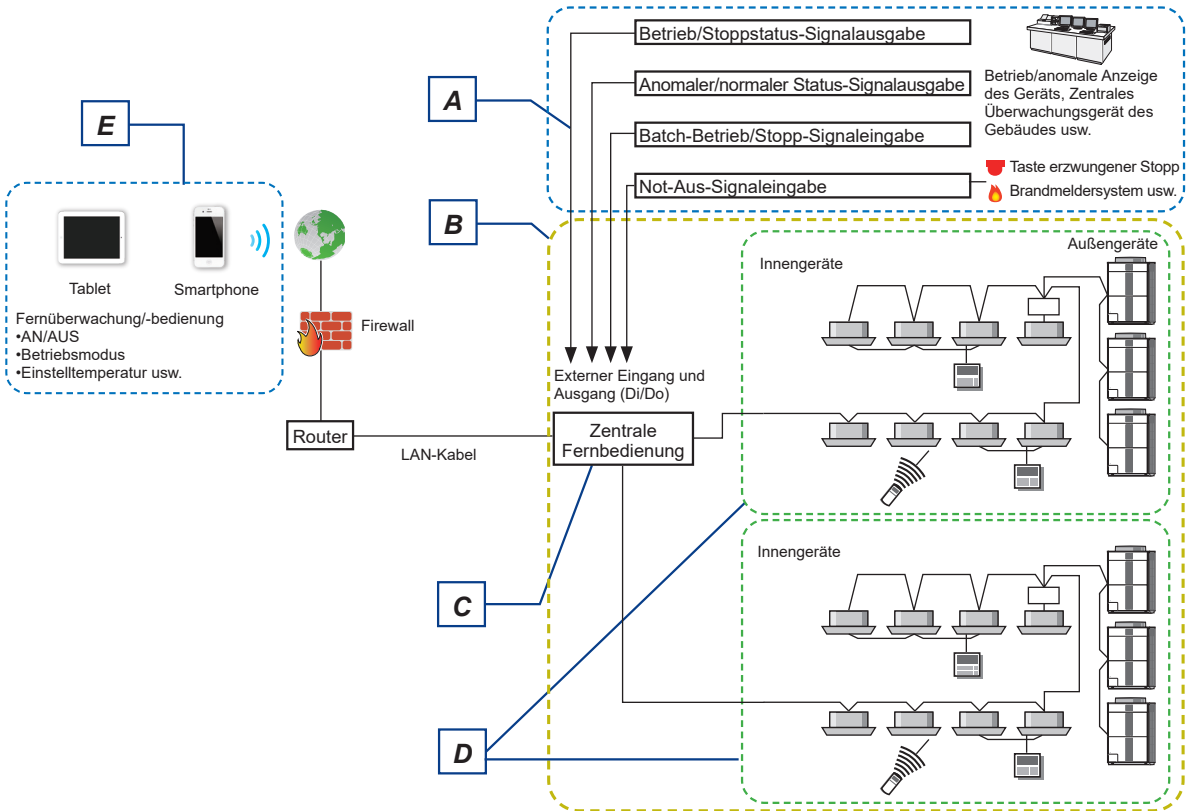 Betrieb/Stoppstatus-Signalausgabe
Anomaler/normaler Status-Signalausgabe
Batch-Betrieb/Stopp-Signaleingabe
Not-Aus-Signaleingabe
Betrieb/anomale Anzeige
des Geräts, Zentrales
Überwachungsgerät des
Gebäudes usw.
Taste erzwungener Stopp
Brandmeldersystem usw.
A
E
B
Tablet
Smartphone
Fernüberwachung/-bedienung
•AN/AUS
•Betriebsmodus
•Einstelltemperatur usw.
Firewall
Router
LAN-Kabel
Externer Eingang und
Ausgang (Di/Do)
Zentrale
Fernbedienung
Außengeräte
Innengeräte
C
D
Innengeräte